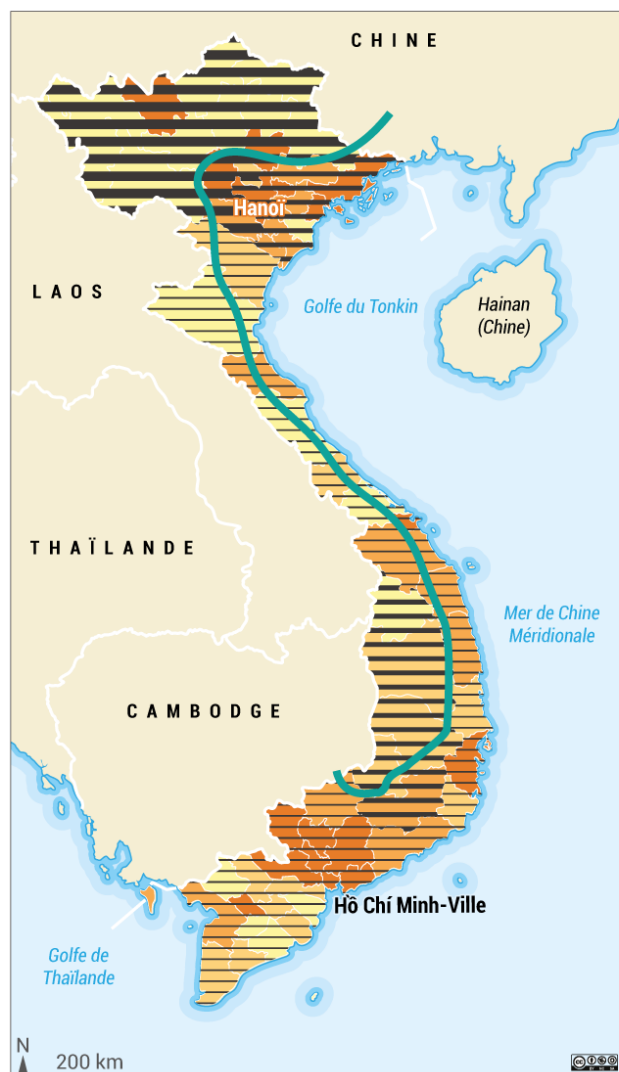 CHINE
Hanoï
LAOS
Golfe du Tonkin
Hainan
(Chine)
THAÏLANDE
Mer de Chine
Méridionale
CAMBODGE
Hồ Chí Minh-Ville
Golfe de
Thaïlande
N
200 km